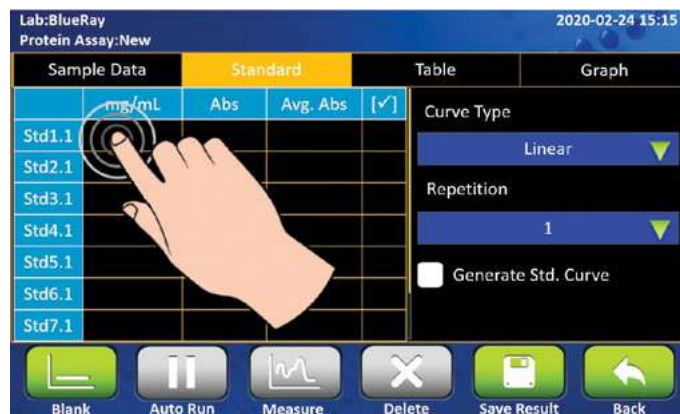 Lab:BlueRay
2020-02-24 15:15
Protein Assay:New
Sample Data
Standard
Table
Graph
mg/mL
Abs
Avg. Abs
[✓]
Std1.1
Std2.1
Std3.1
Std4.1
Std5.1
Std6.1
Std7.1
Curve Type
Linear
Repetition
1
Generate Std. Curve
Blank
Auto Run
Measure
Delete
Save Result
Back